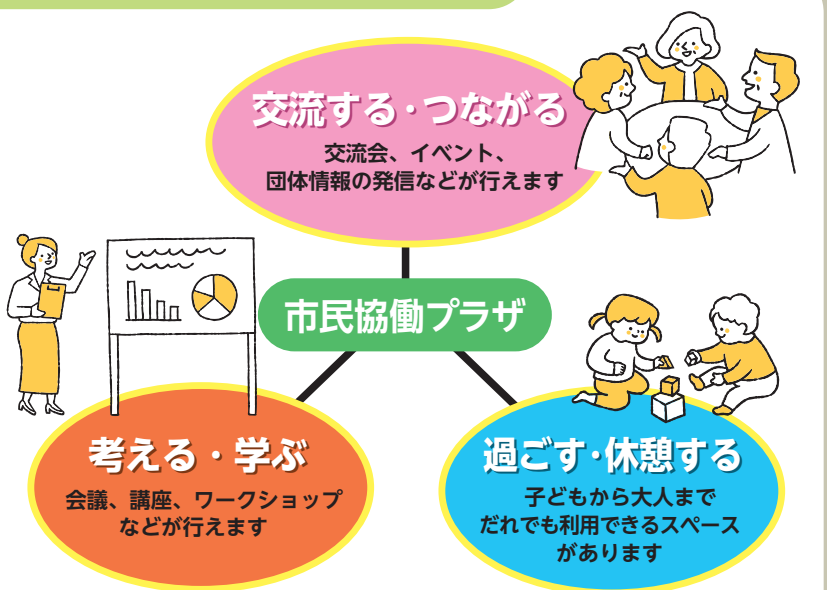 交流する・つながる
交流会、イベント、
団体情報の発信などが行えます
市民協働プラザ
考える・学ぶ
会議、講座、ワークショップ
などが行えます
過ごす・休憩する
子どもから大人まで
だれでも利用できるスペース
があります